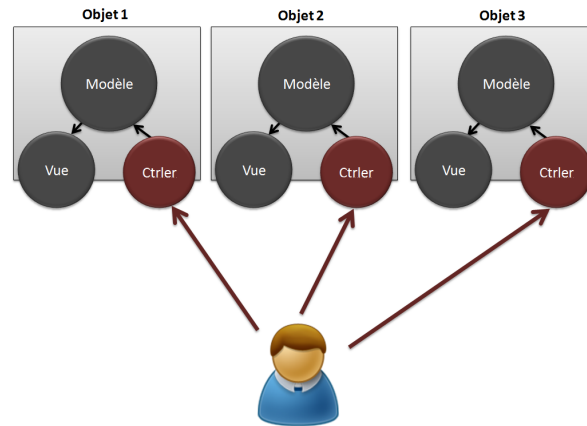 Objet 1
Objet 2
Objet 3
Modèle
Modèle
Modèle
Vue
Ctrler
Vue
Ctrler
Vue
Ctrler